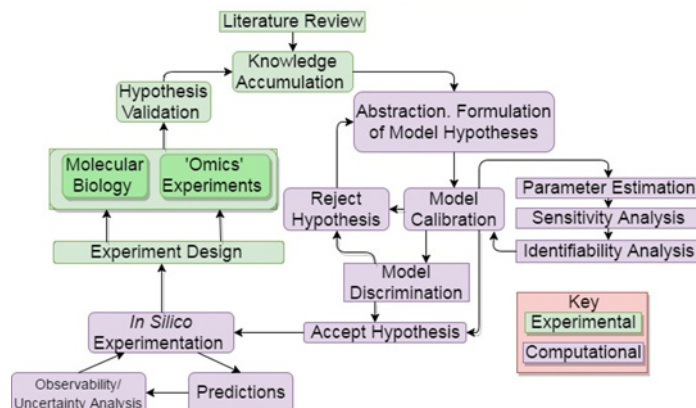 Literature Review
Knowledge
Accumulation
Hypothesis
Validation
Abstraction. Formulation
of Model Hypotheses
Molecular
Biology
'Omics'
Experiments
Reject
Hypothesis
Model
Calibration
Parameter Estimation
Sensitivity Analysis
Identifiability Analysis
Experiment Design
Model
Discrimination
In Silico
Experimentation
Accept Hypothesis
Observability/
Uncertainty Analysis
Predictions
Key
Experimental
Computational